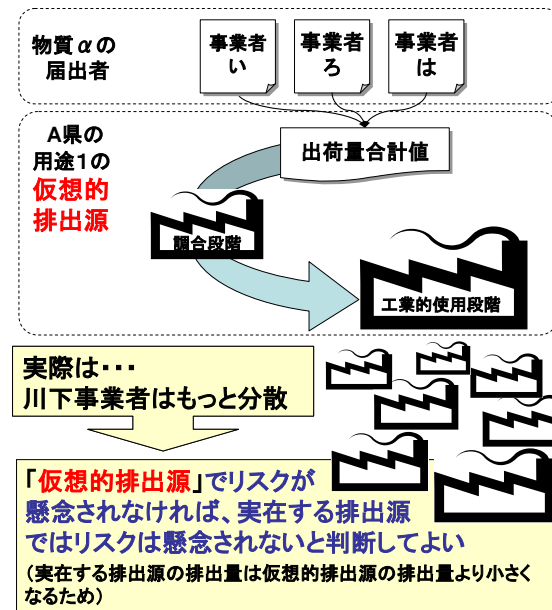 物質αの
届出者
事業者
い
事業者
ろ
事業者
は
A県の
用途1の
仮想的
排出源
出荷量合計値
調合段階
工業的使用段階
実際は・・・
川下事業者はもっと分散
「仮想的排出源」でリスクが
懸念されなければ、実在する排出源
ではリスクは懸念されないと判断してよい
（実在する排出源の排出量は仮想的排出源の排出量より小さく
なるため）